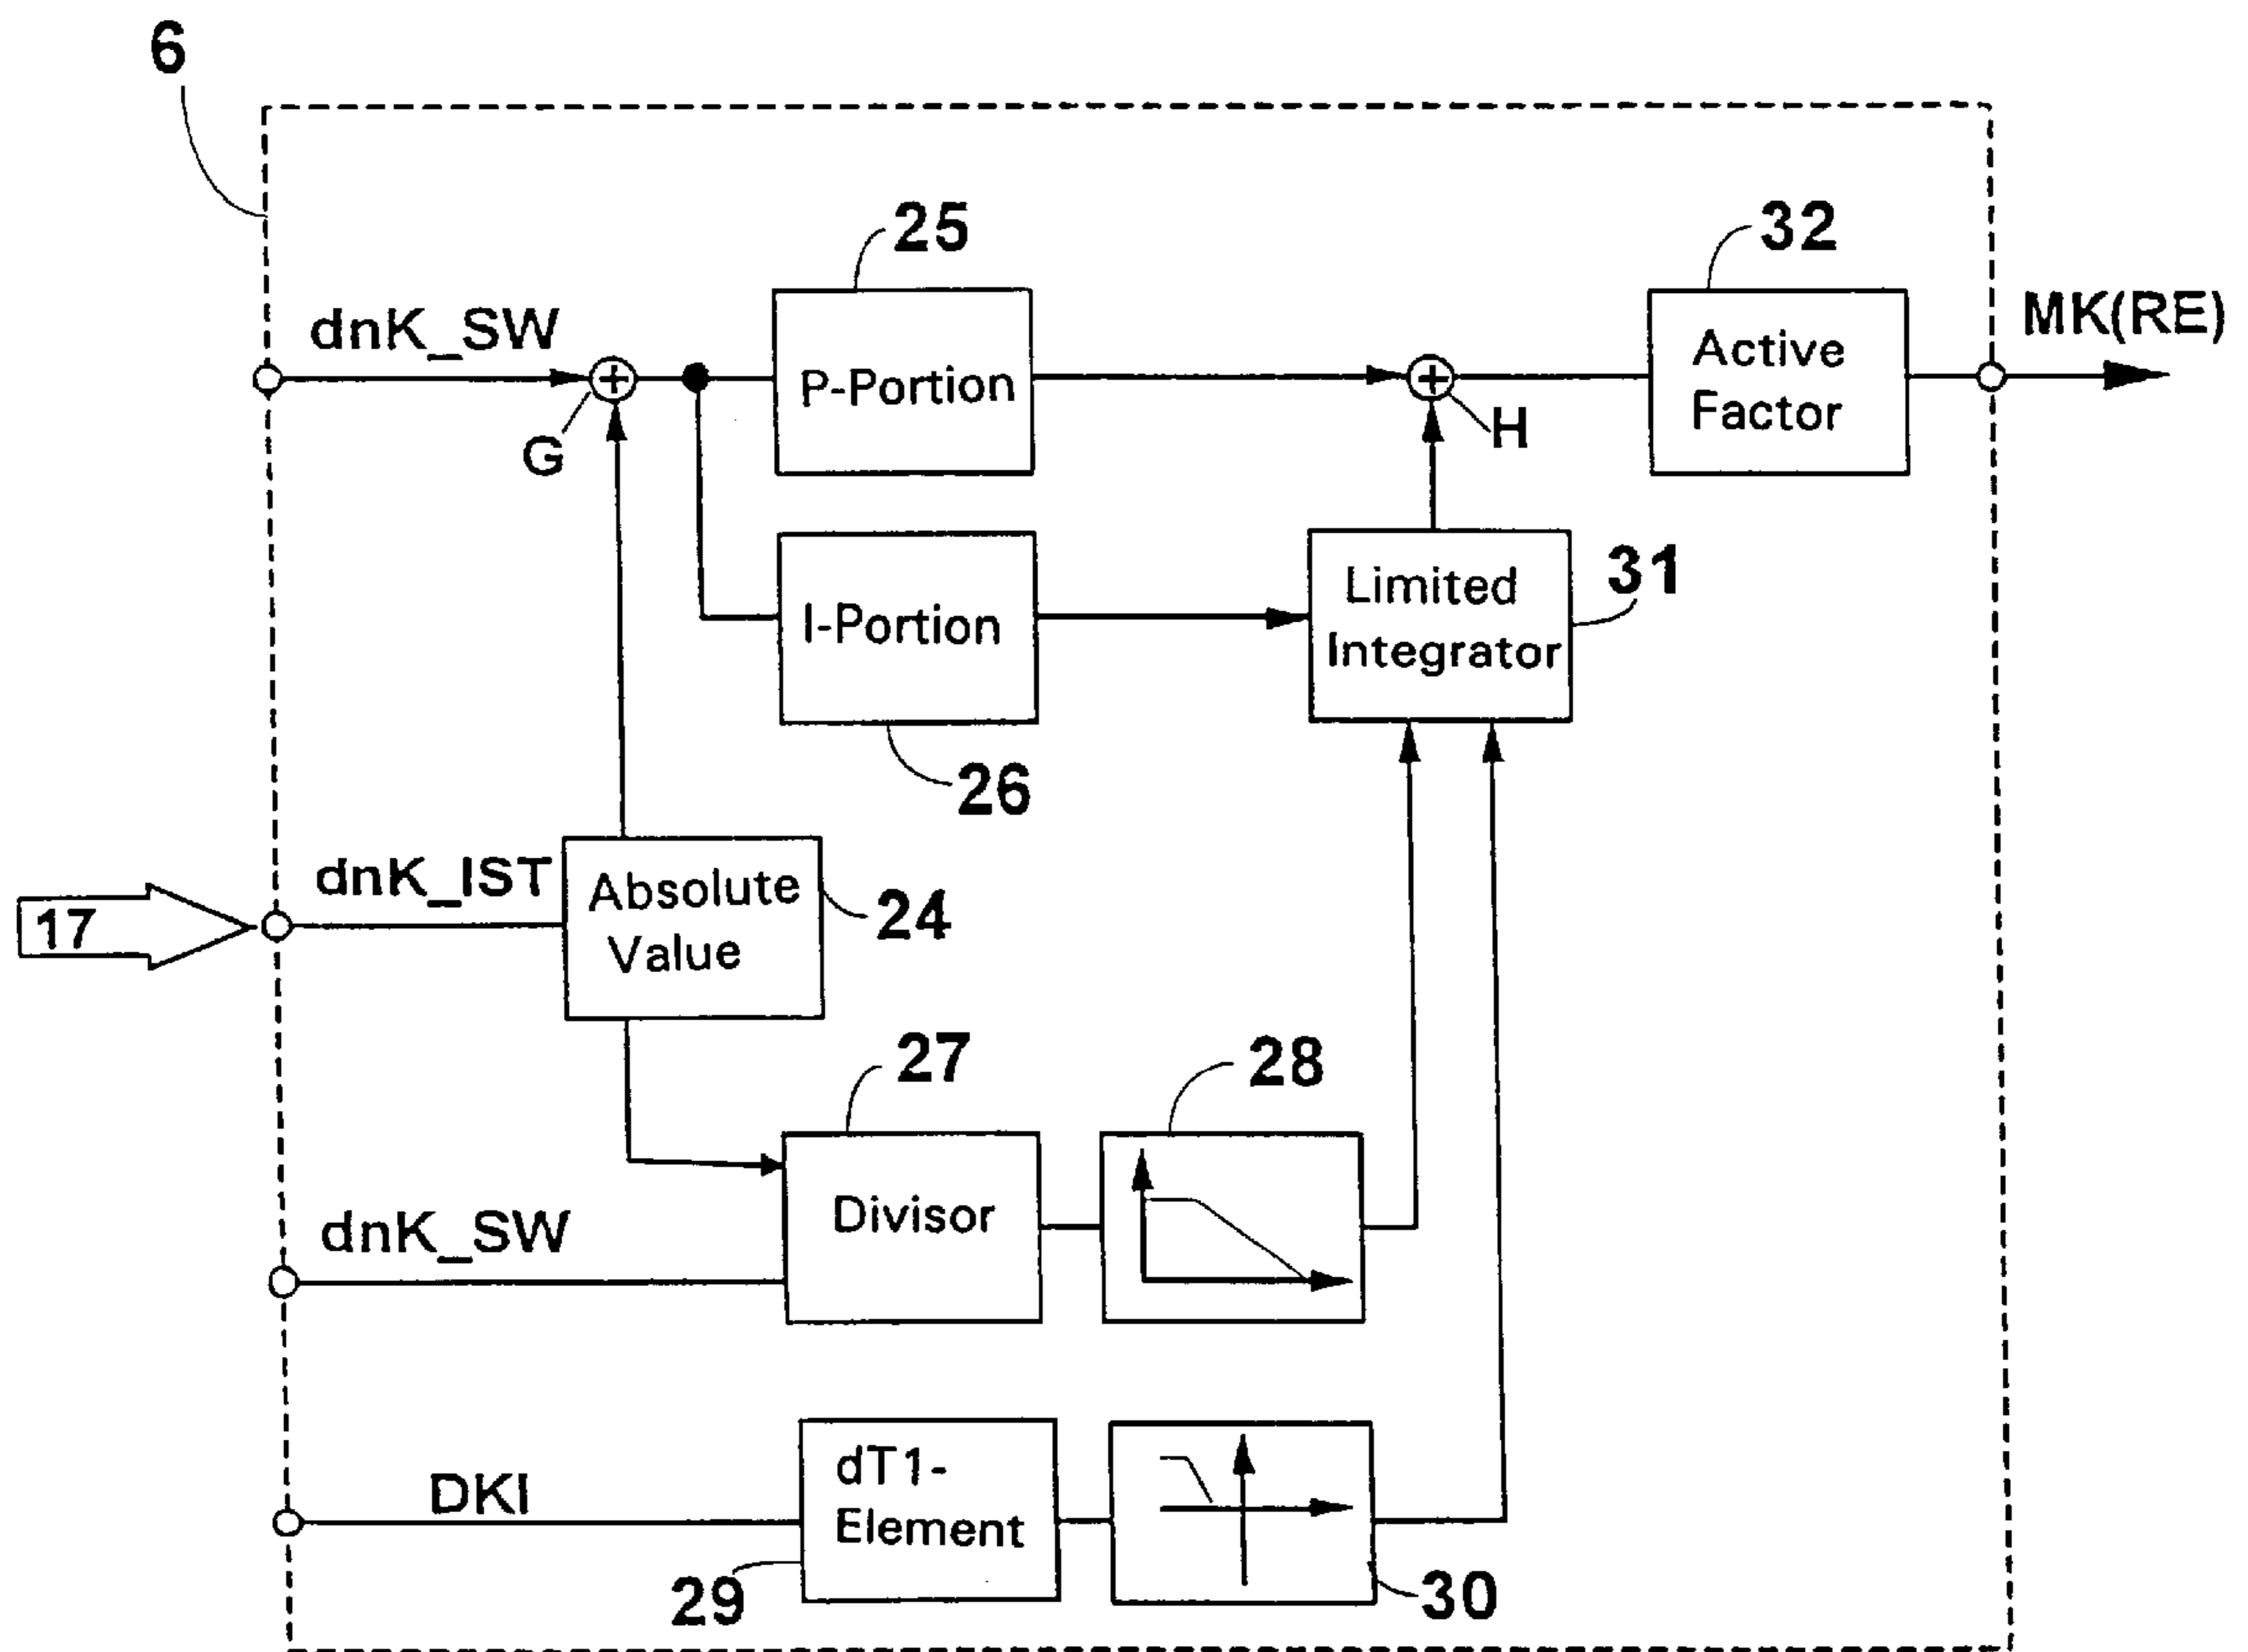 6
25
32
dnK_SW
MK(RE)
P-Portion
Active
Factor
G
H
Limited
Integrator
31
I-Portion
26
dnK_IST
Absolute
Value
24
17
27
28
dnK_SW
Divisor
DKI
dT1-
Element
29
30